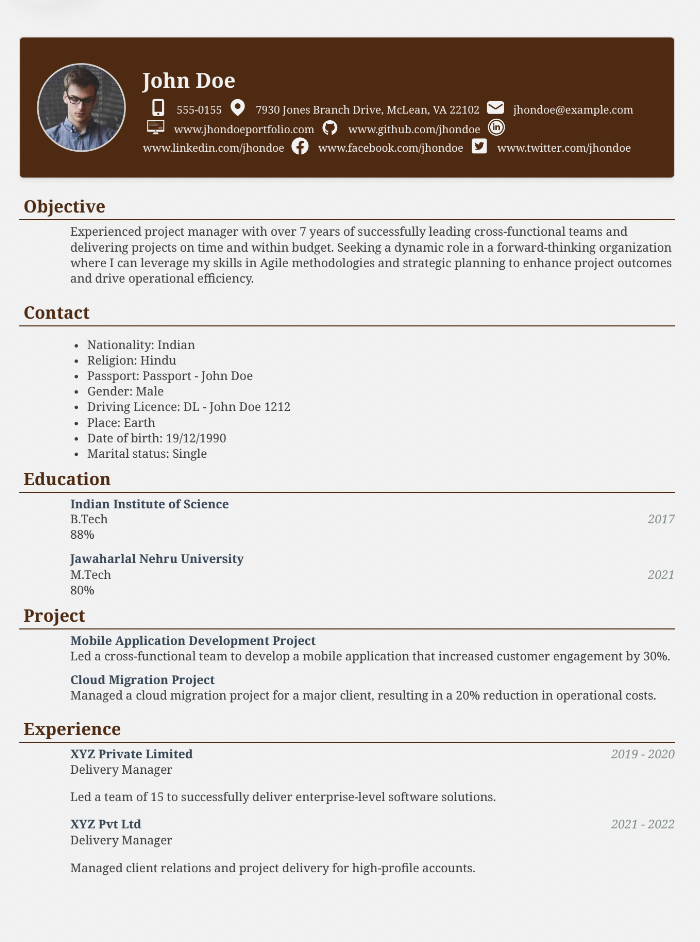 John Doe
555-0155 7930 Jones Branch Drive, McLean, VA 22102 jhondoe@example.com
www.jhondoeportfolio.com www.github.com/jhondoe
www.linkedin.com/jhondoe www.facebook.com/jhondoe www.twitter.com/jhondoe
Objective
Experienced project manager with over 7 years of successfully leading cross-functional teams and
delivering projects on time and within budget. Seeking a dynamic role in a forward-thinking organization
where I can leverage my skills in Agile methodologies and strategic planning to enhance project outcomes
and drive operational efficiency.
Contact
• Nationality: Indian
• Religion: Hindu
• Passport: Passport - John Doe
• Gender: Male
• Driving Licence: DL - John Doe 1212
• Place: Earth
• Date of birth: 19/12/1990
• Marital status: Single
Education
Indian Institute of Science
B.Tech 2017
88%
Jawaharlal Nehru University
M.Tech 2021
80%
Project
Mobile Application Development Project
Led a cross-functional team to develop a mobile application that increased customer engagement by 30%.
Cloud Migration Project
Managed a cloud migration project for a major client, resulting in a 20% reduction in operational costs.
Experience
XYZ Private Limited 2019 - 2020
Delivery Manager
Led a team of 15 to successfully deliver enterprise-level software solutions.
XYZ Pvt Ltd 2021 - 2022
Delivery Manager
Managed client relations and project delivery for high-profile accounts.